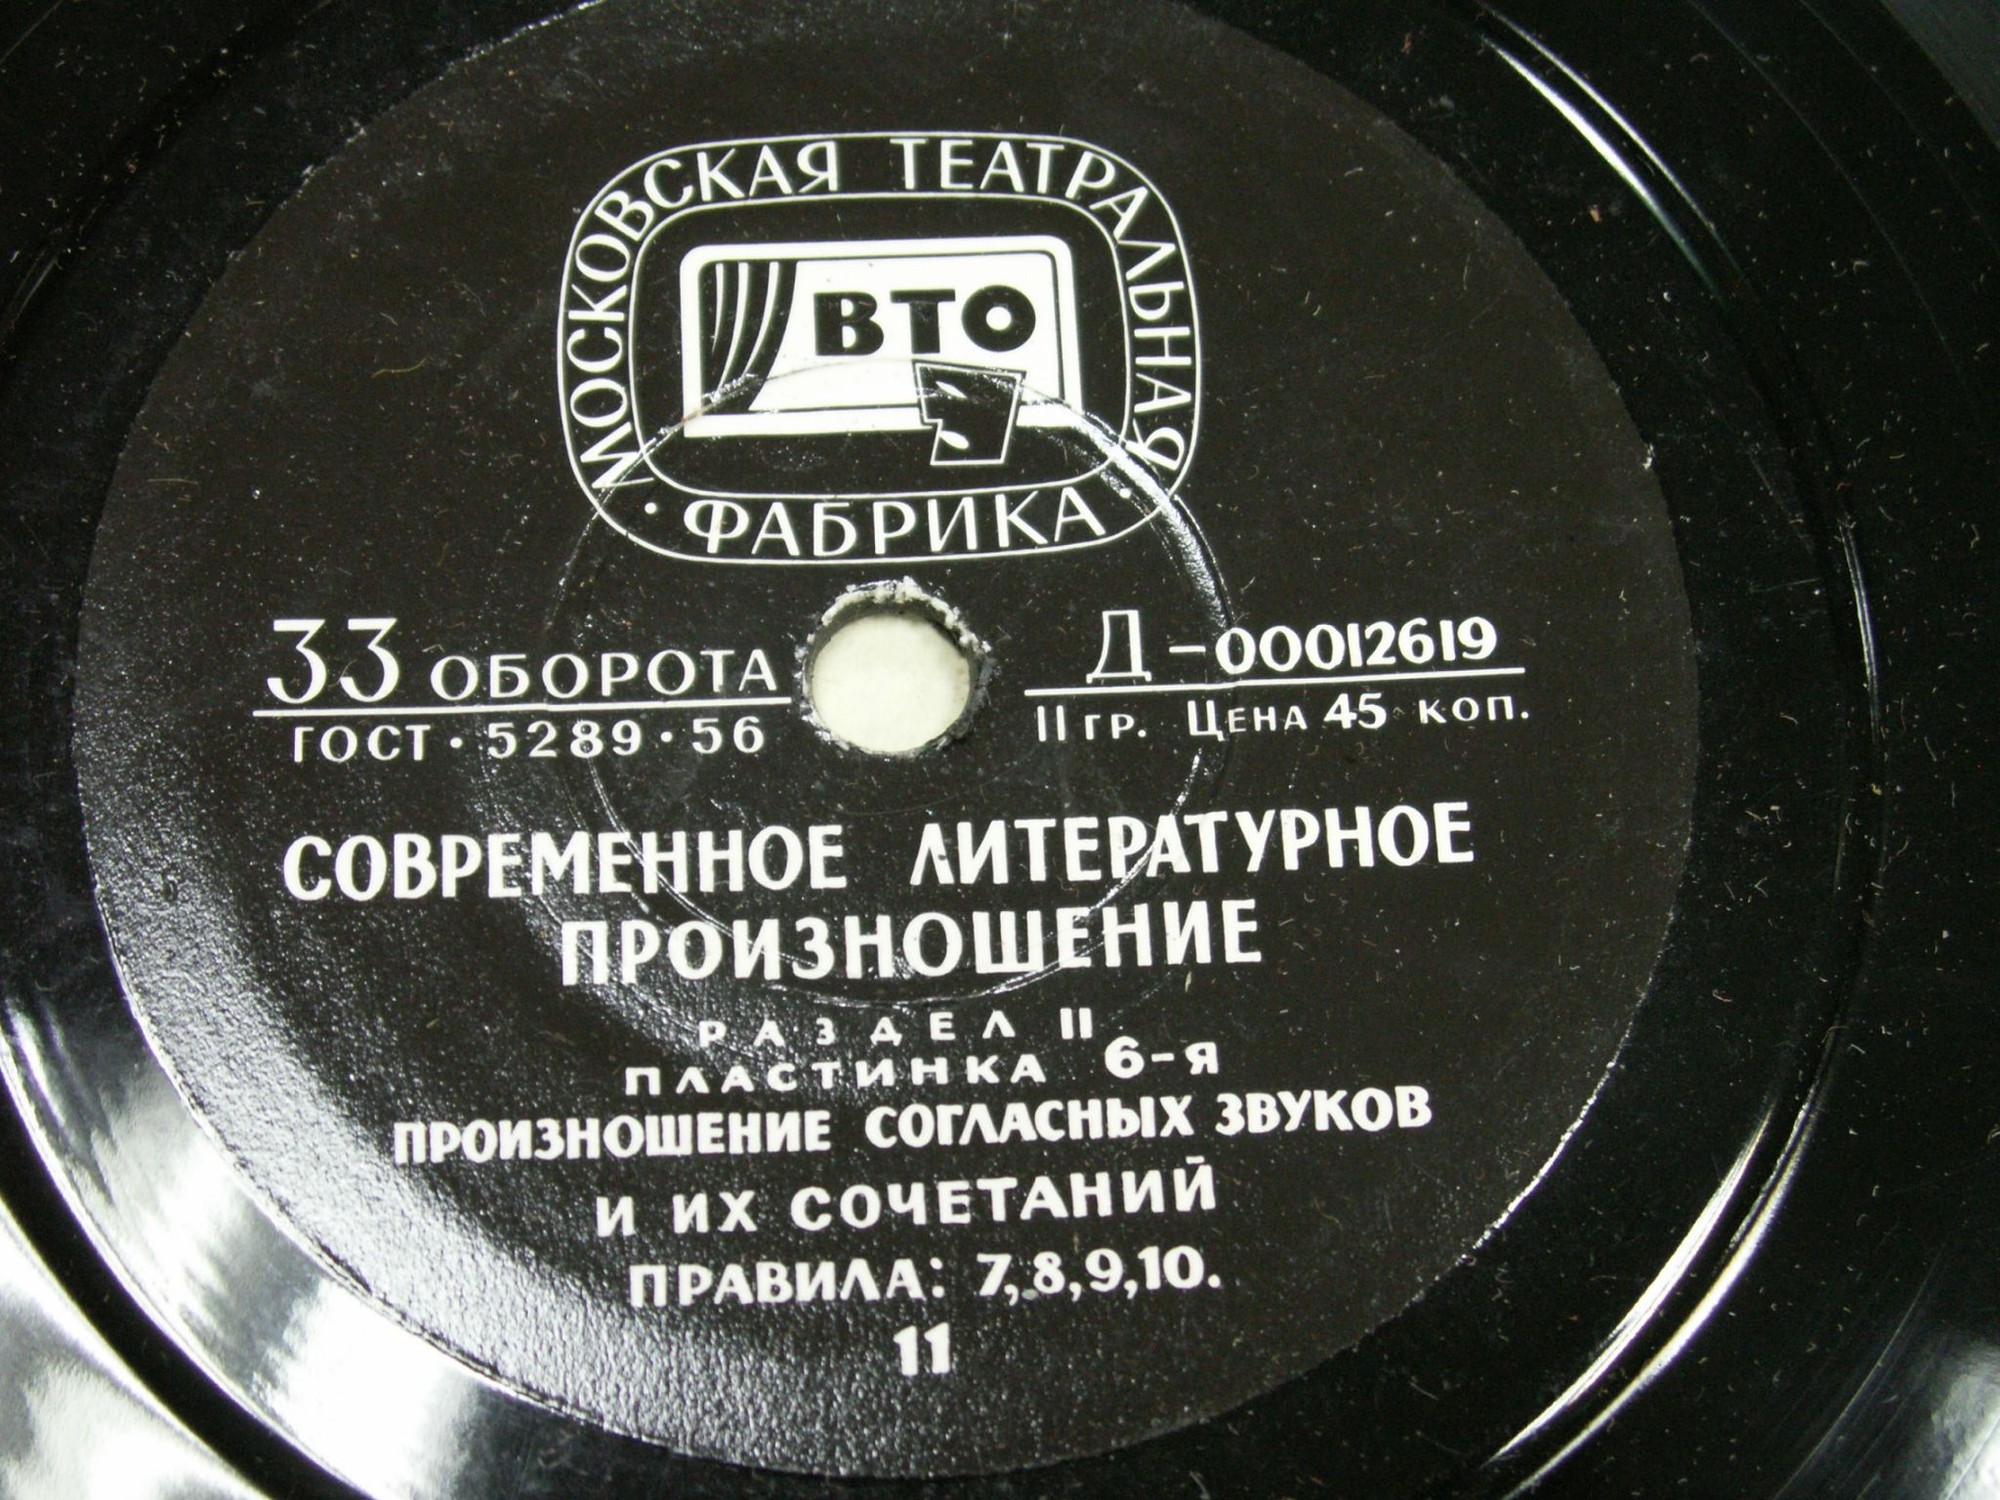 МОСКОВСКАЯ ТЕАТРАЛЬНАЯ
· ФАБРИКА ·
ВТО
33 ОБОРОТА
ГОСТ · 5289 · 56
Д-00012619
II ГР. ЦЕНА 45 КОП.
СОВРЕМЕННОЕ ЛИТЕРАТУРНОЕ
ПРОИЗНОШЕНИЕ
РАЗДЕЛ II
ПЛАСТИНКА 6-Я
ПРОИЗНОШЕНИЕ СОГЛАСНЫХ ЗВУКОВ
И ИХ СОЧЕТАНИЙ
ПРАВИЛА: 7,8,9,10.
11